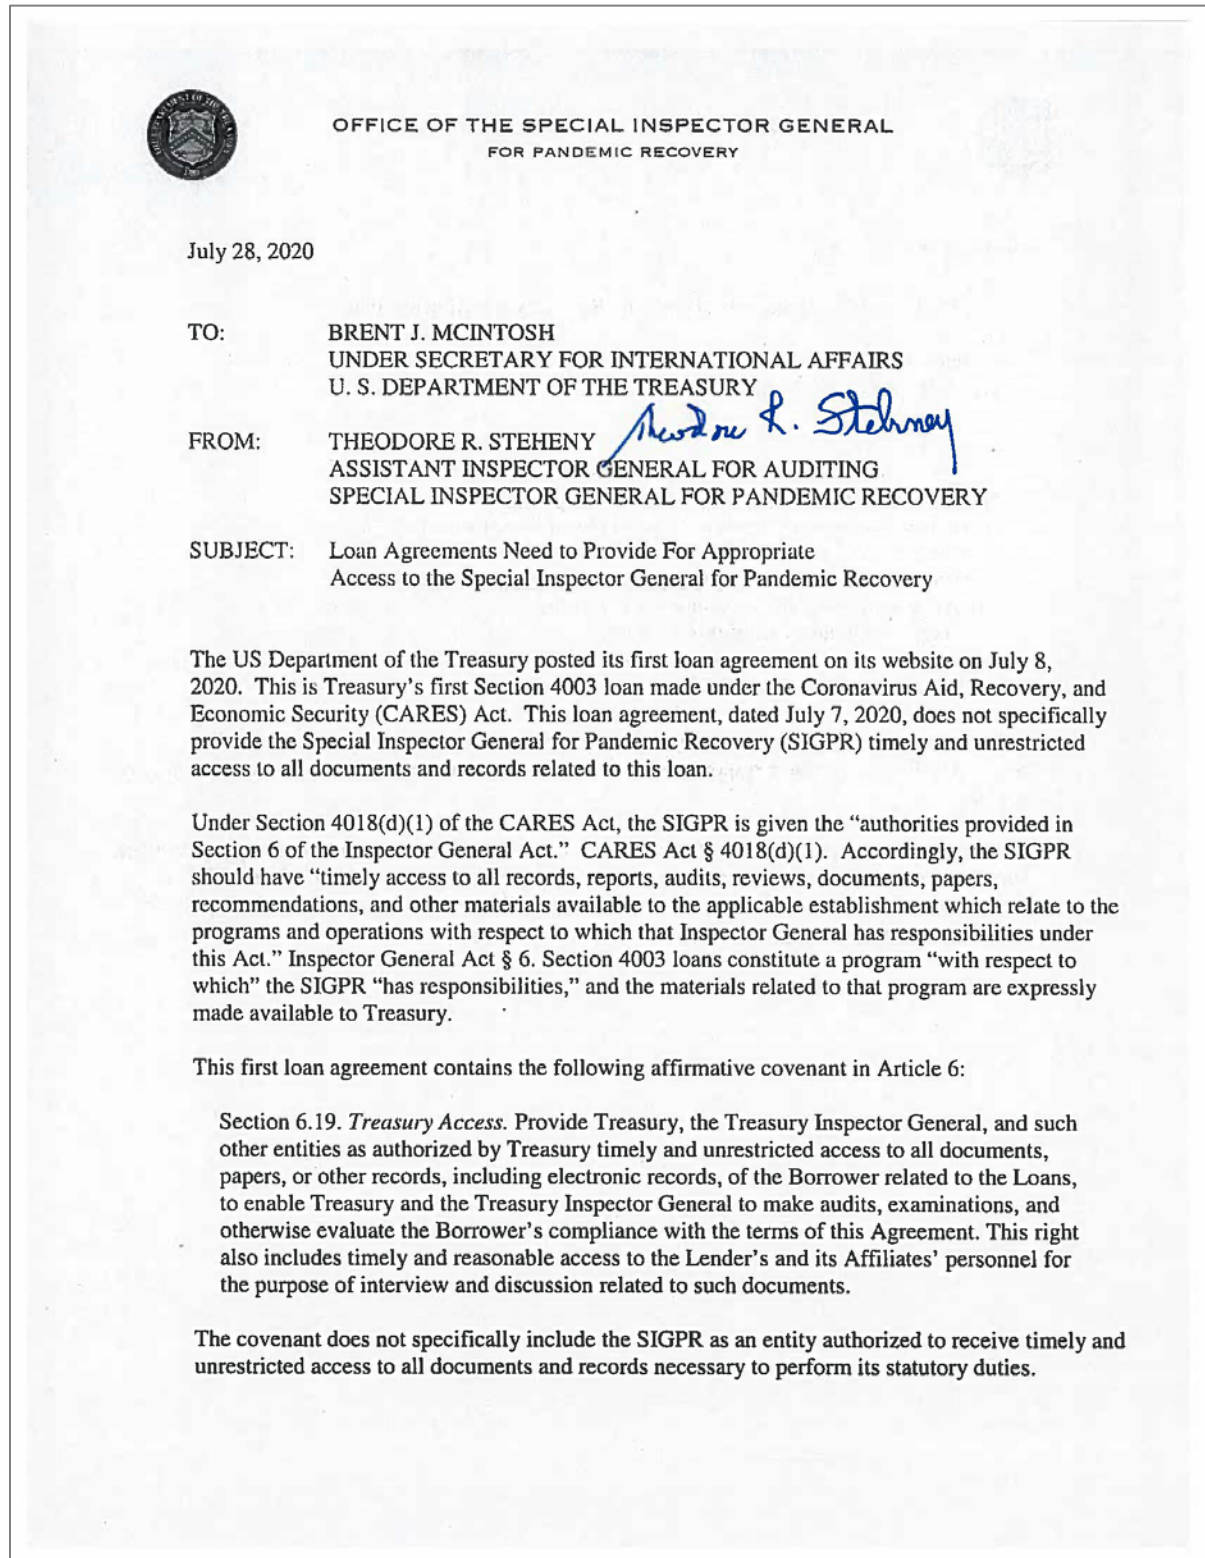 OFFICE OF THE SPECIAL INSPECTOR GENERAL
FOR PANDEMIC RECOVERY
July 28, 2020
TO: BRENT J. MCINTOSH
UNDER SECRETARY FOR INTERNATIONAL AFFAIRS
U. S. DEPARTMENT OF THE TREASURY
Theodore R. Stehney
FROM: THEODORE R. STEHENY
ASSISTANT INSPECTOR GENERAL FOR AUDITING
SPECIAL INSPECTOR GENERAL FOR PANDEMIC RECOVERY
SUBJECT: Loan Agreements Need to Provide For Appropriate
Access to the Special Inspector General for Pandemic Recovery
The US Department of the Treasury posted its first loan agreement on its website on July 8,
2020. This is Treasury's first Section 4003 loan made under the Coronavirus Aid, Recovery, and
Economic Security (CARES) Act. This loan agreement, dated July 7, 2020, does not specifically
provide the Special Inspector General for Pandemic Recovery (SIGPR) timely and unrestricted
access to all documents and records related to this loan.
Under Section 4018(d)(1) of the CARES Act, the SIGPR is given the "authorities provided in
Section 6 of the Inspector General Act." CARES Act § 4018(d)(1). Accordingly, the SIGPR
should have "timely access to all records, reports, audits, reviews, documents, papers,
recommendations, and other materials available to the applicable establishment which relate to the
programs and operations with respect to which that Inspector General has responsibilities under
this Act." Inspector General Act § 6. Section 4003 loans constitute a program "with respect to
which" the SIGPR "has responsibilities," and the materials related to that program are expressly
made available to Treasury.
This first loan agreement contains the following affirmative covenant in Article 6:
Section 6.19. Treasury Access. Provide Treasury, the Treasury Inspector General, and such
other entities as authorized by Treasury timely and unrestricted access to all documents,
papers, or other records, including electronic records, of the Borrower related to the Loans,
to enable Treasury and the Treasury Inspector General to make audits, examinations, and
otherwise evaluate the Borrower's compliance with the terms of this Agreement. This right
also includes timely and reasonable access to the Lender's and its Affiliates' personnel for
the purpose of interview and discussion related to such documents.
The covenant does not specifically include the SIGPR as an entity authorized to receive timely and
unrestricted access to all documents and records necessary to perform its statutory duties.